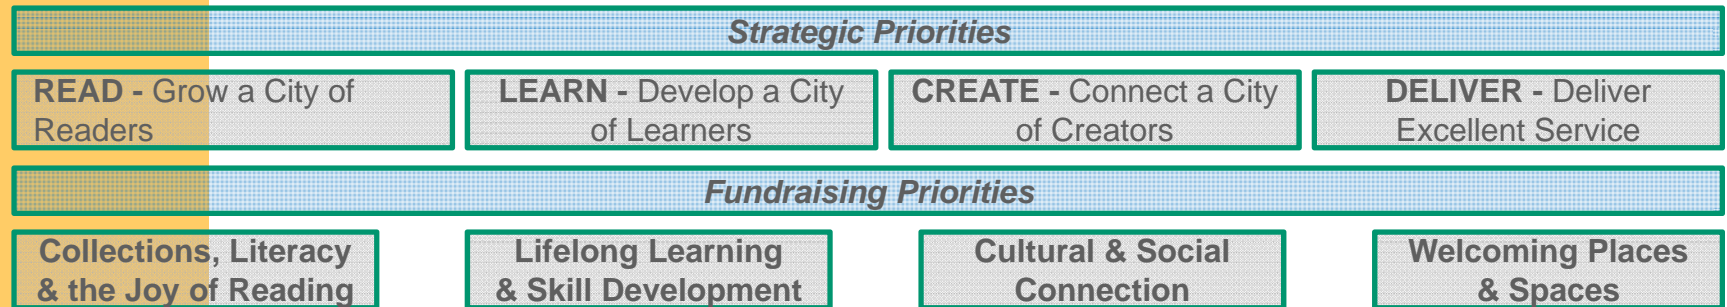 Strategic Priorities
READ - Grow a City of
Readers
LEARN - Develop a City
of Learners
CREATE - Connect a City
of Creators
DELIVER - Deliver
Excellent Service
Fundraising Priorities
Collections, Literacy
& the Joy of Reading
Lifelong Learning
& Skill Development
Cultural & Social
Connection
Welcoming Places
& Spaces